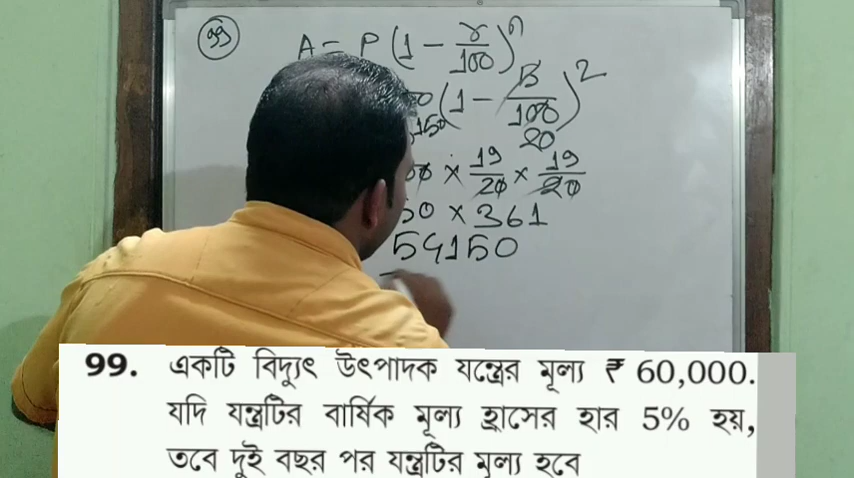 99
A = P (1 - r/100)^n
(1 - 5/100)^2
20
× 19/20 × 19/20
50 × 361
54150
99. একটি বিদ্যুৎ উৎপাদক যন্ত্রের মূল্য ₹ 60,000.
যদি যন্ত্রটির বার্ষিক মূল্য হ্রাসের হার 5% হয়,
তবে দুই বছর পর যন্ত্রটির মূল্য হবে